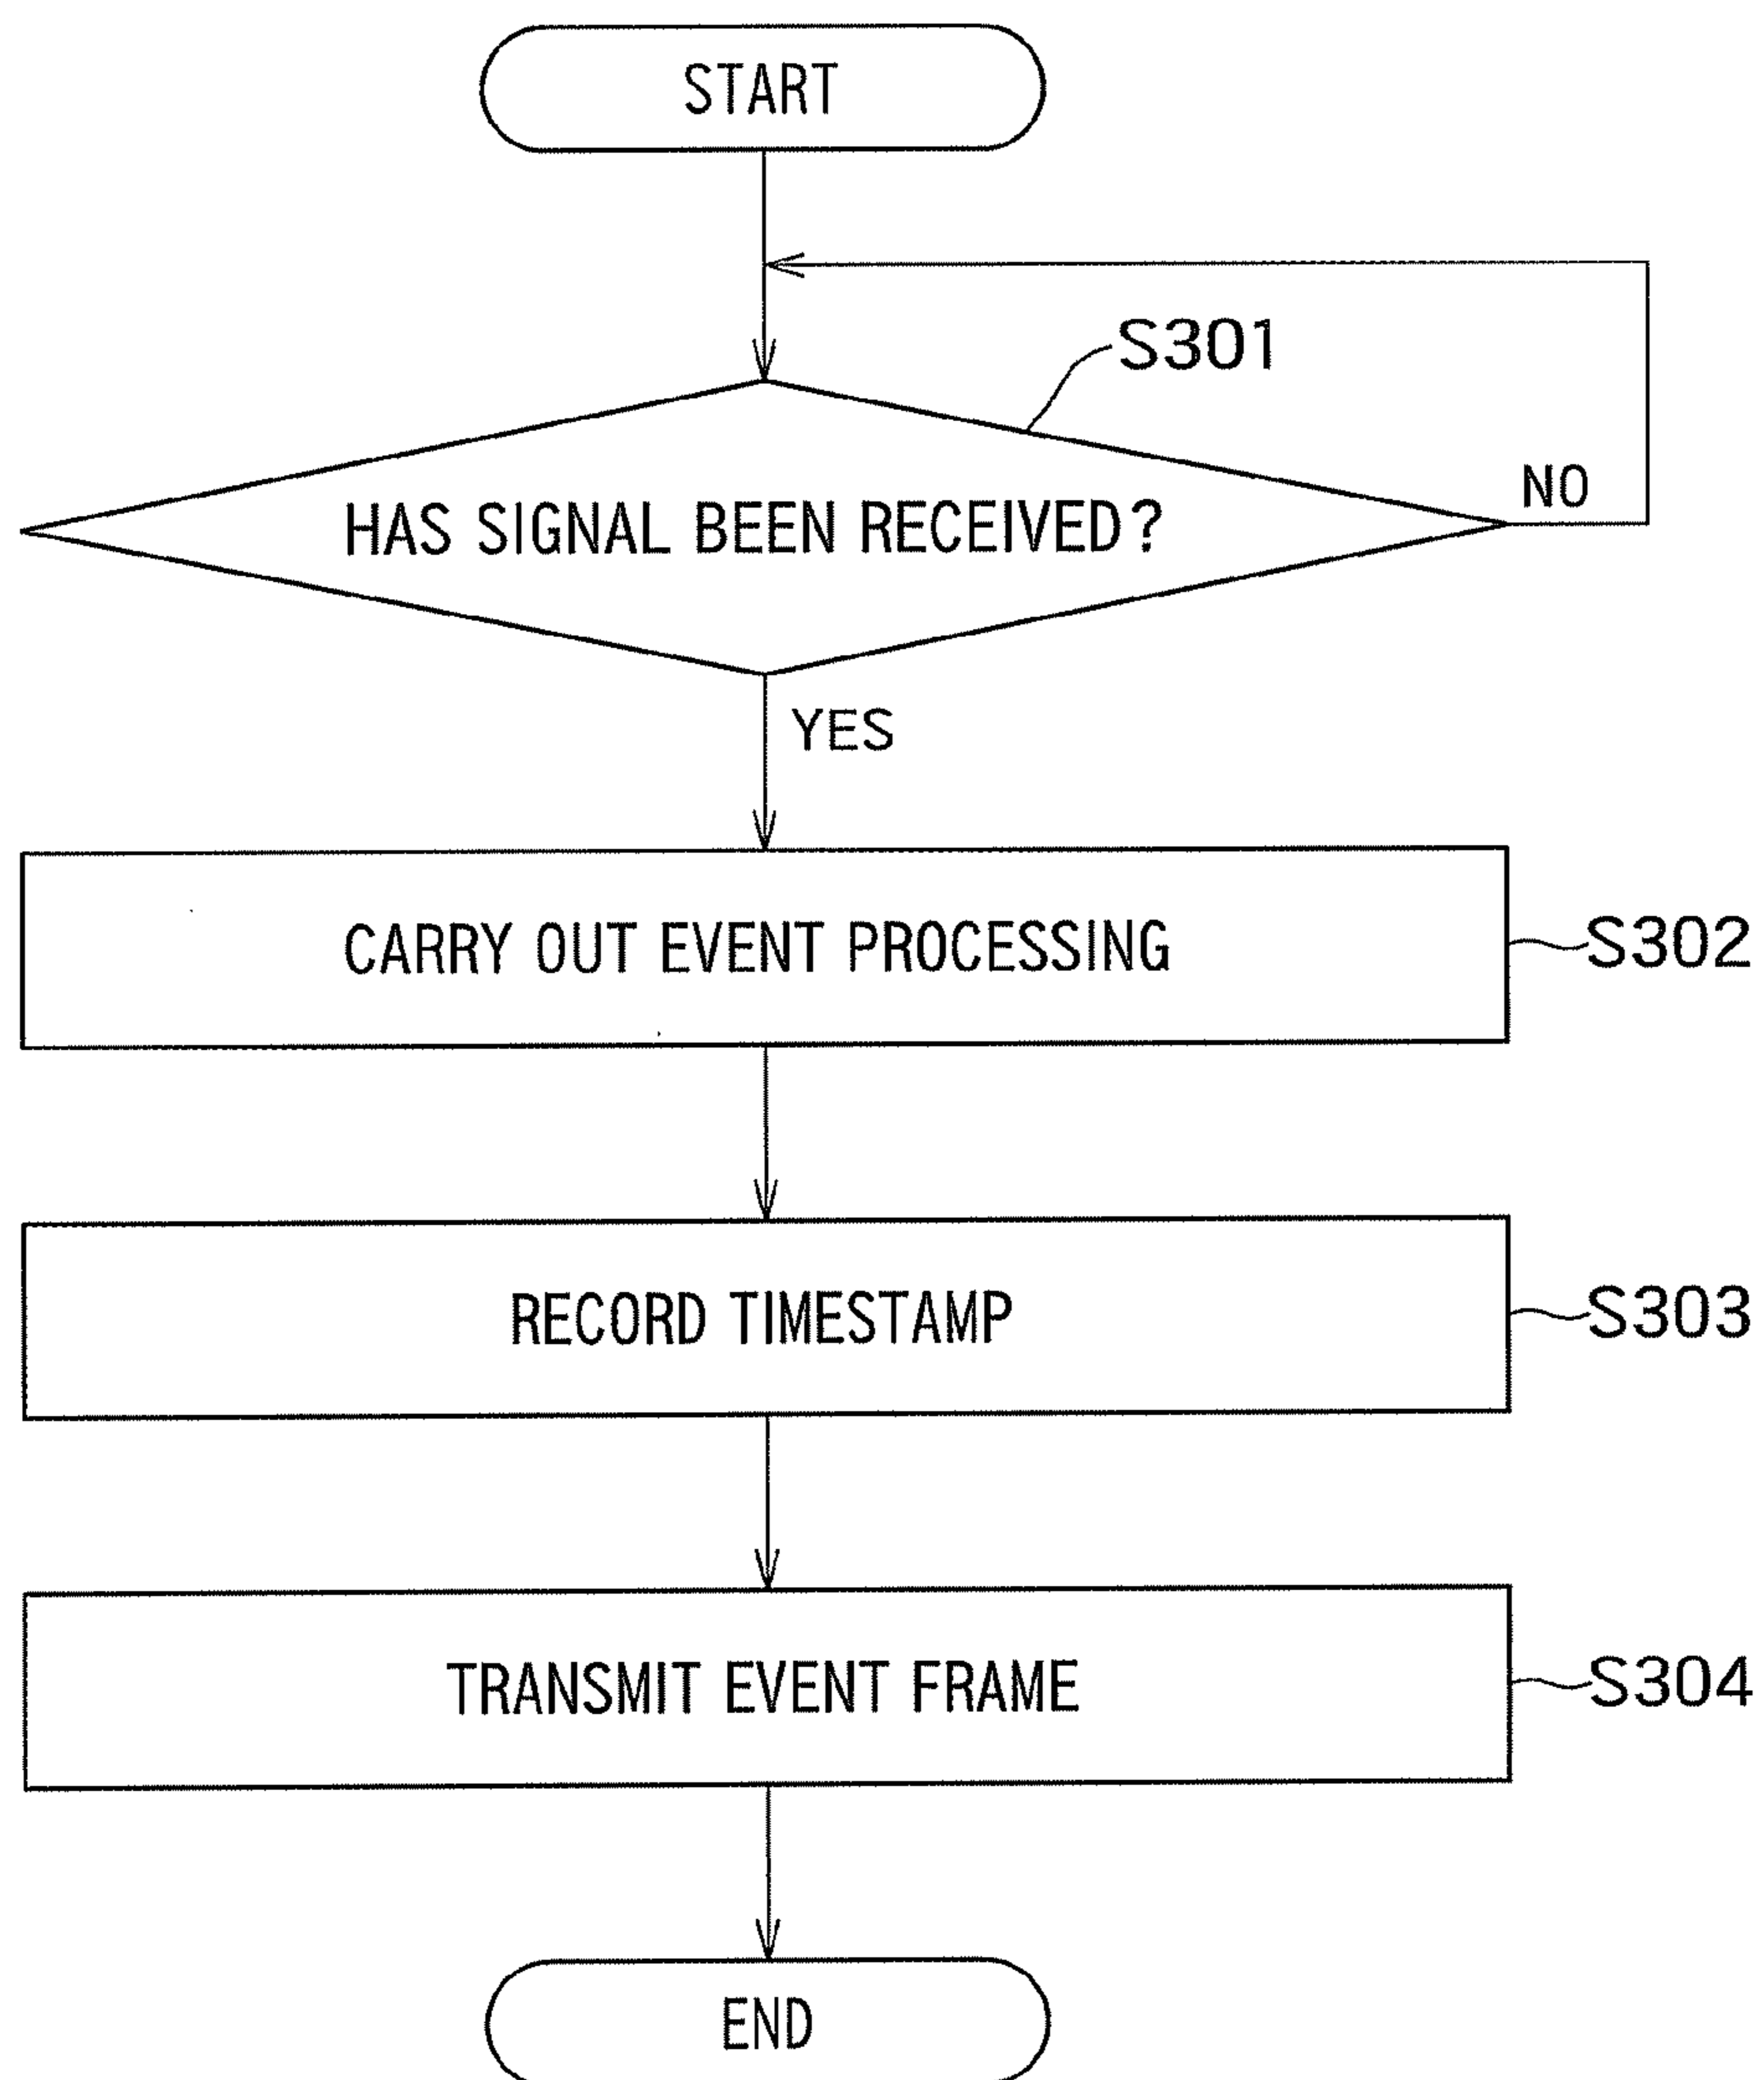 START
S301
HAS SIGNAL BEEN RECEIVED?
NO
YES
CARRY OUT EVENT PROCESSING
S302
RECORD TIMESTAMP
S303
TRANSMIT EVENT FRAME
S304
END